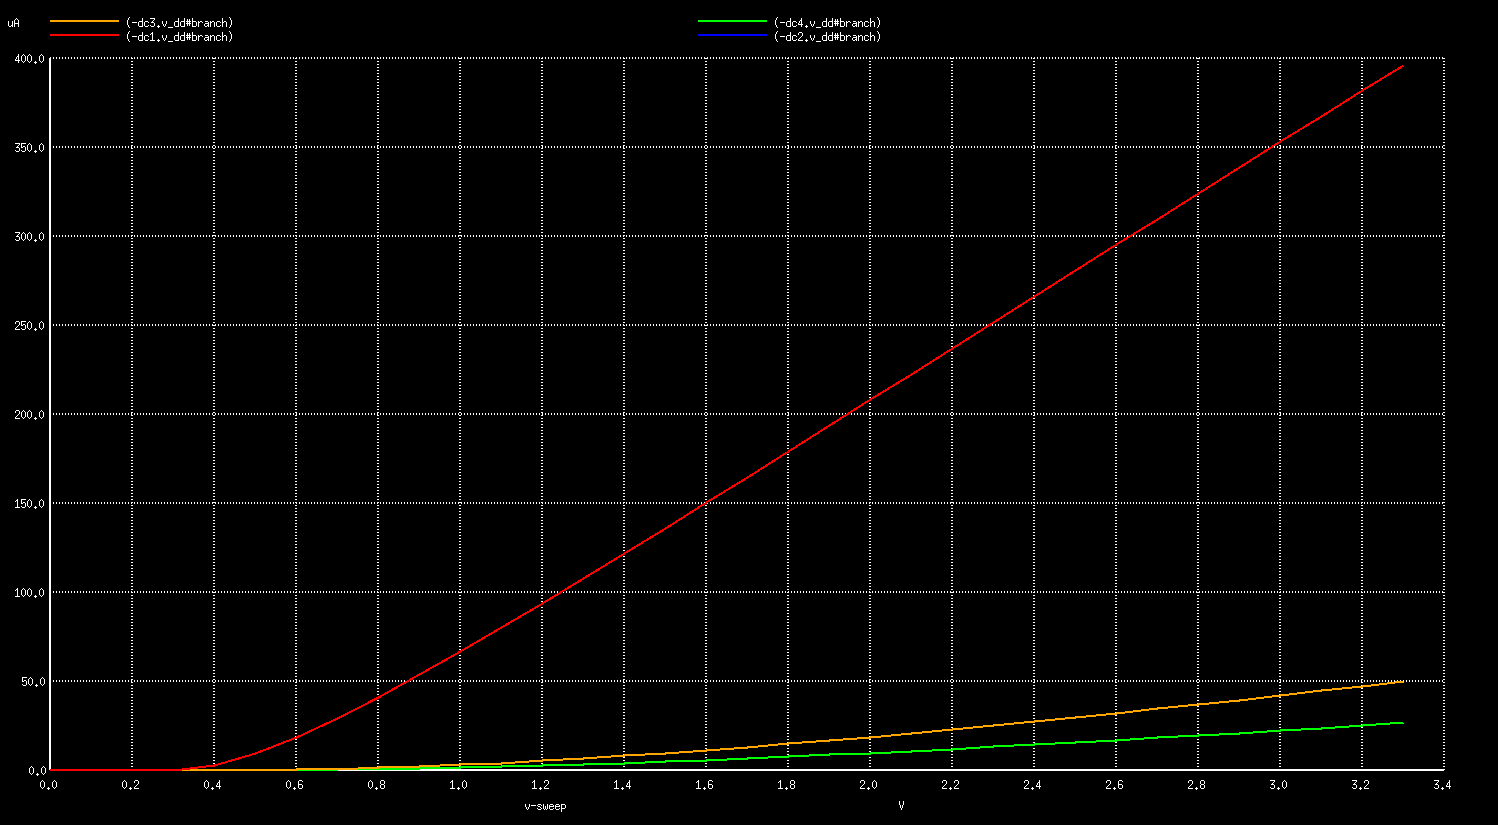 uA
(-dc3.v_dd#branch) (-dc4.v_dd#branch)
(-dc1.v_dd#branch) (-dc2.v_dd#branch)
400.0
350.0
300.0
250.0
200.0
150.0
100.0
50.0
0.0
0.0 0.2 0.4 0.6 0.8 1.0 1.2 1.4 1.6 1.8 2.0 2.2 2.4 2.6 2.8 3.0 3.2 3.4
v-sweep V